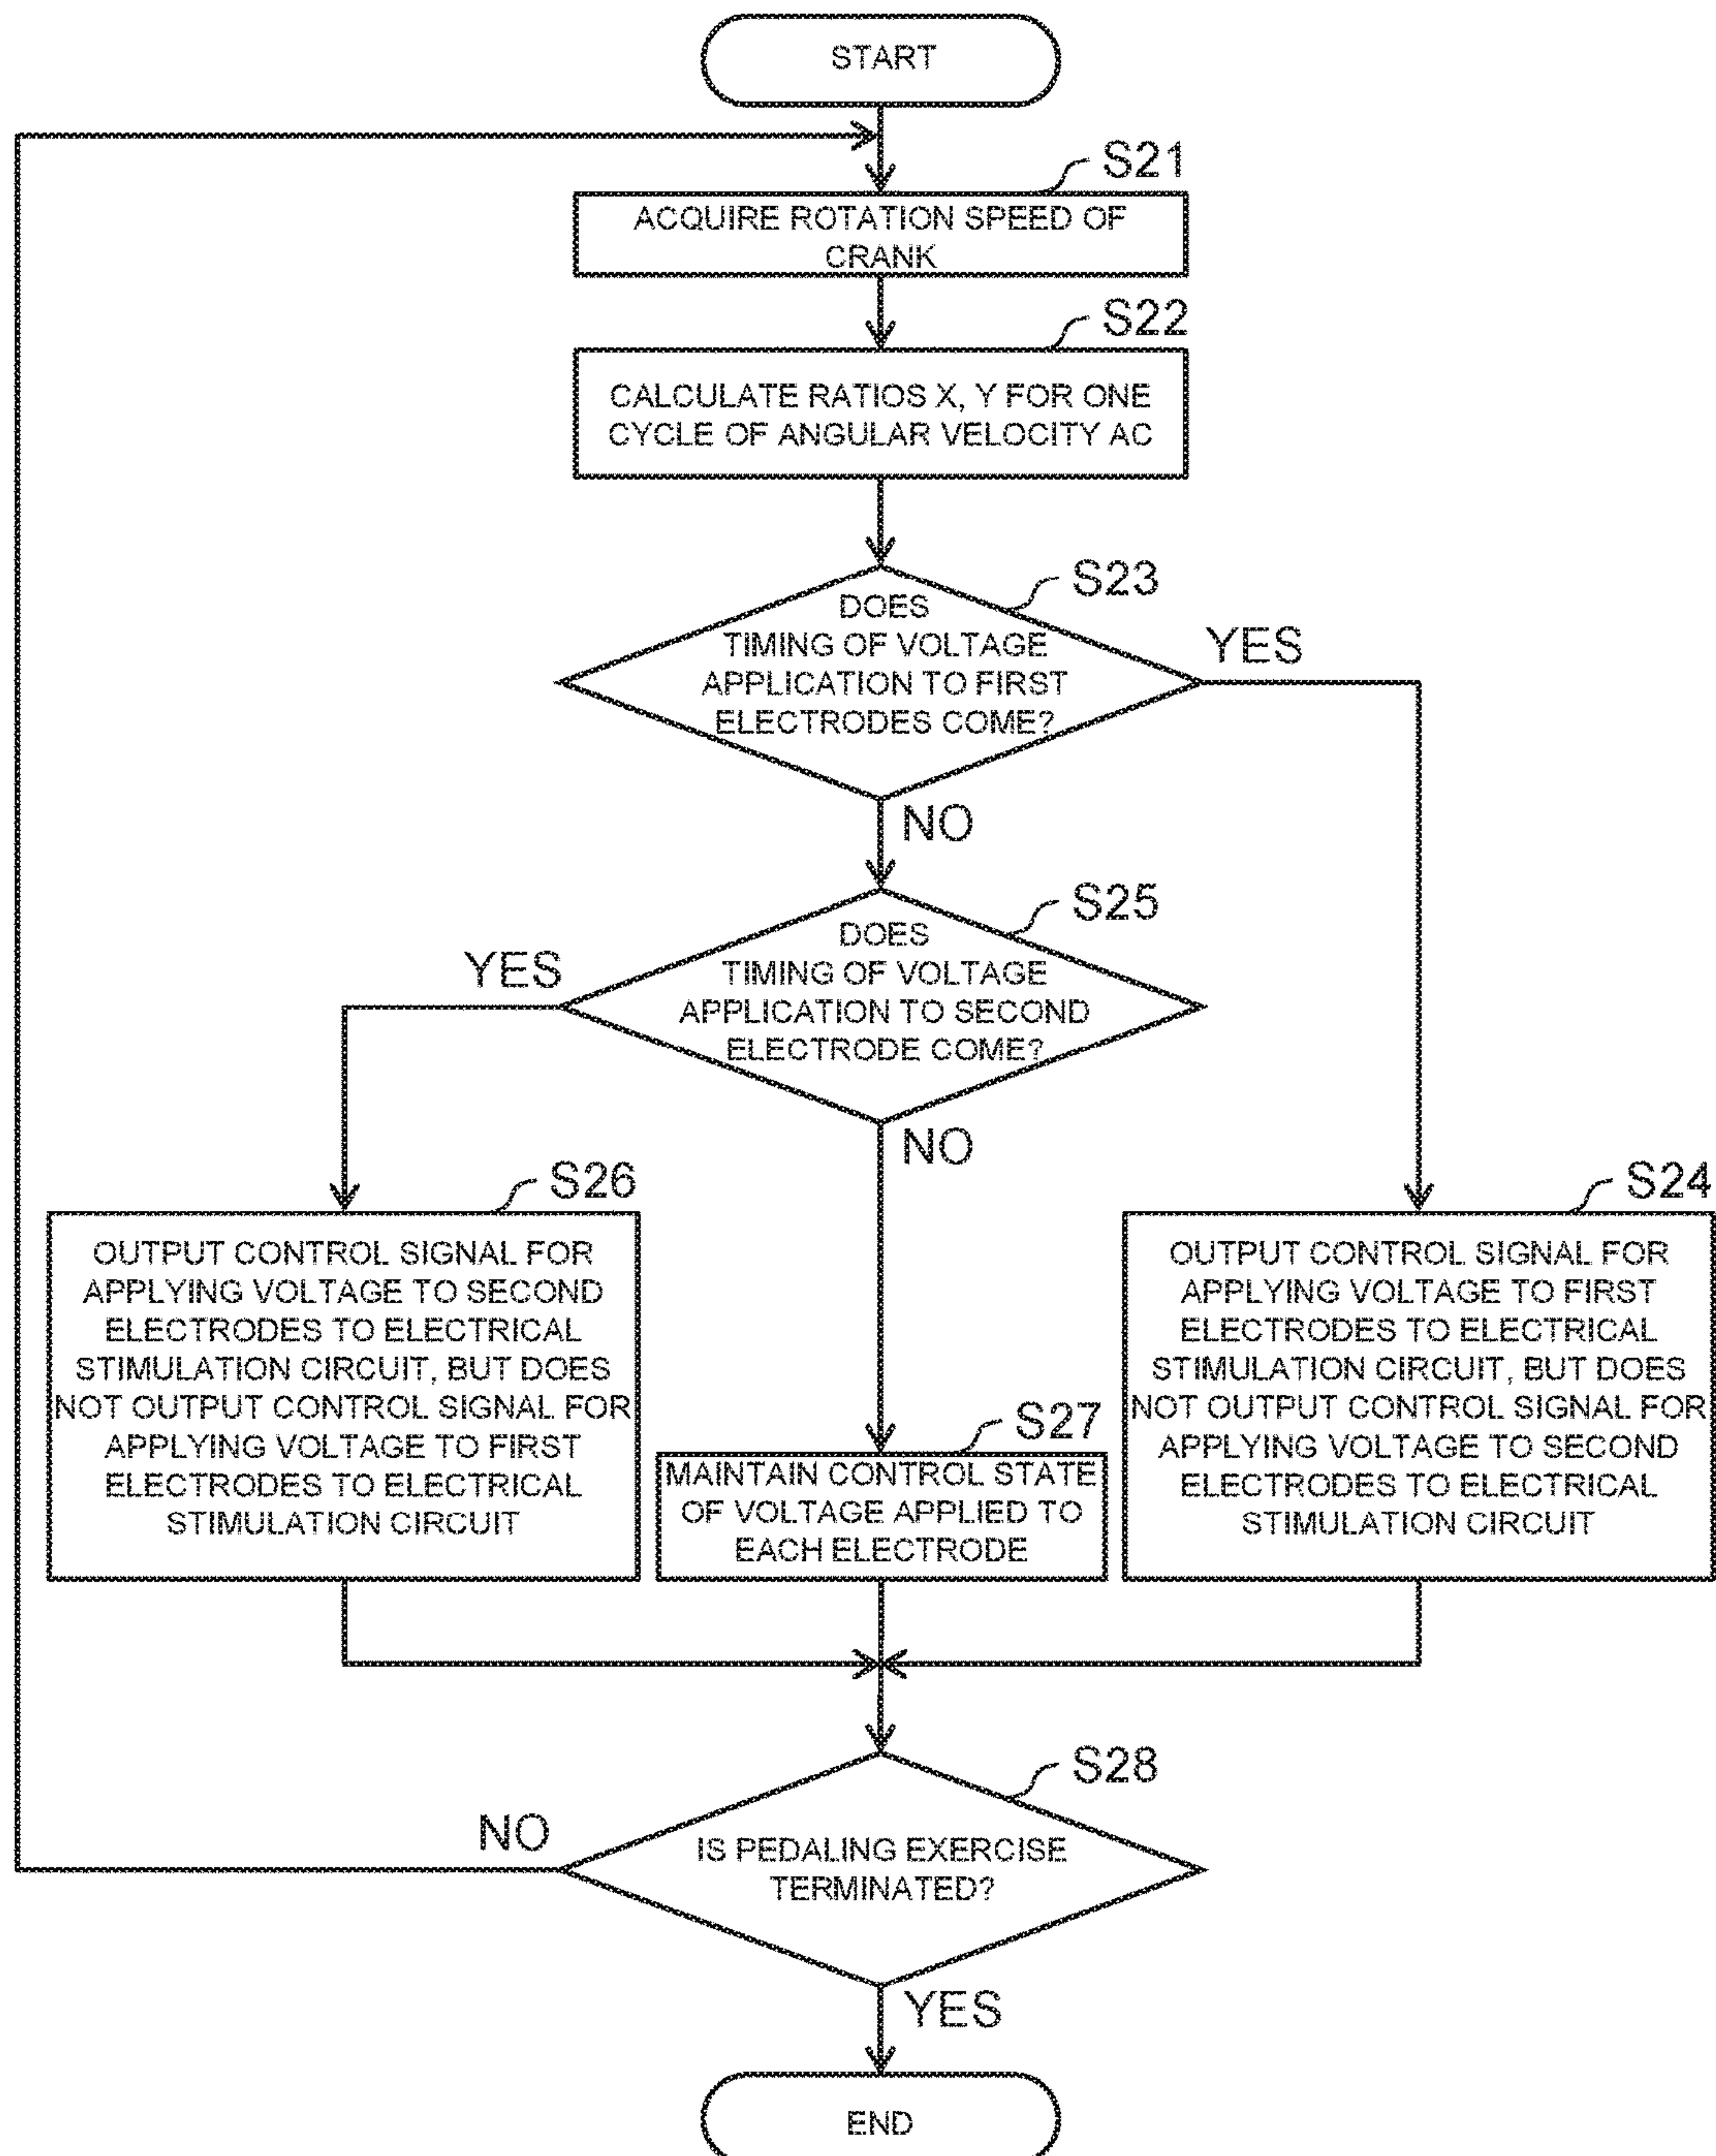 START
S21
ACQUIRE ROTATION SPEED OF
CRANK
S22
CALCULATE RATIOS X, Y FOR ONE
CYCLE OF ANGULAR VELOCITY AC
S23
DOES
TIMING OF VOLTAGE
APPLICATION TO FIRST
ELECTRODES COME?
YES
NO
S25
DOES
TIMING OF VOLTAGE
APPLICATION TO SECOND
ELECTRODE COME?
YES
NO
S26
OUTPUT CONTROL SIGNAL FOR
APPLYING VOLTAGE TO SECOND
ELECTRODES TO ELECTRICAL
STIMULATION CIRCUIT, BUT DOES
NOT OUTPUT CONTROL SIGNAL FOR
APPLYING VOLTAGE TO FIRST
ELECTRODES TO ELECTRICAL
STIMULATION CIRCUIT
S27
MAINTAIN CONTROL STATE
OF VOLTAGE APPLIED TO
EACH ELECTRODE
S24
OUTPUT CONTROL SIGNAL FOR
APPLYING VOLTAGE TO FIRST
ELECTRODES TO ELECTRICAL
STIMULATION CIRCUIT, BUT DOES
NOT OUTPUT CONTROL SIGNAL FOR
APPLYING VOLTAGE TO SECOND
ELECTRODES TO ELECTRICAL
STIMULATION CIRCUIT
S28
IS PEDALING EXERCISE
TERMINATED?
NO
YES
END